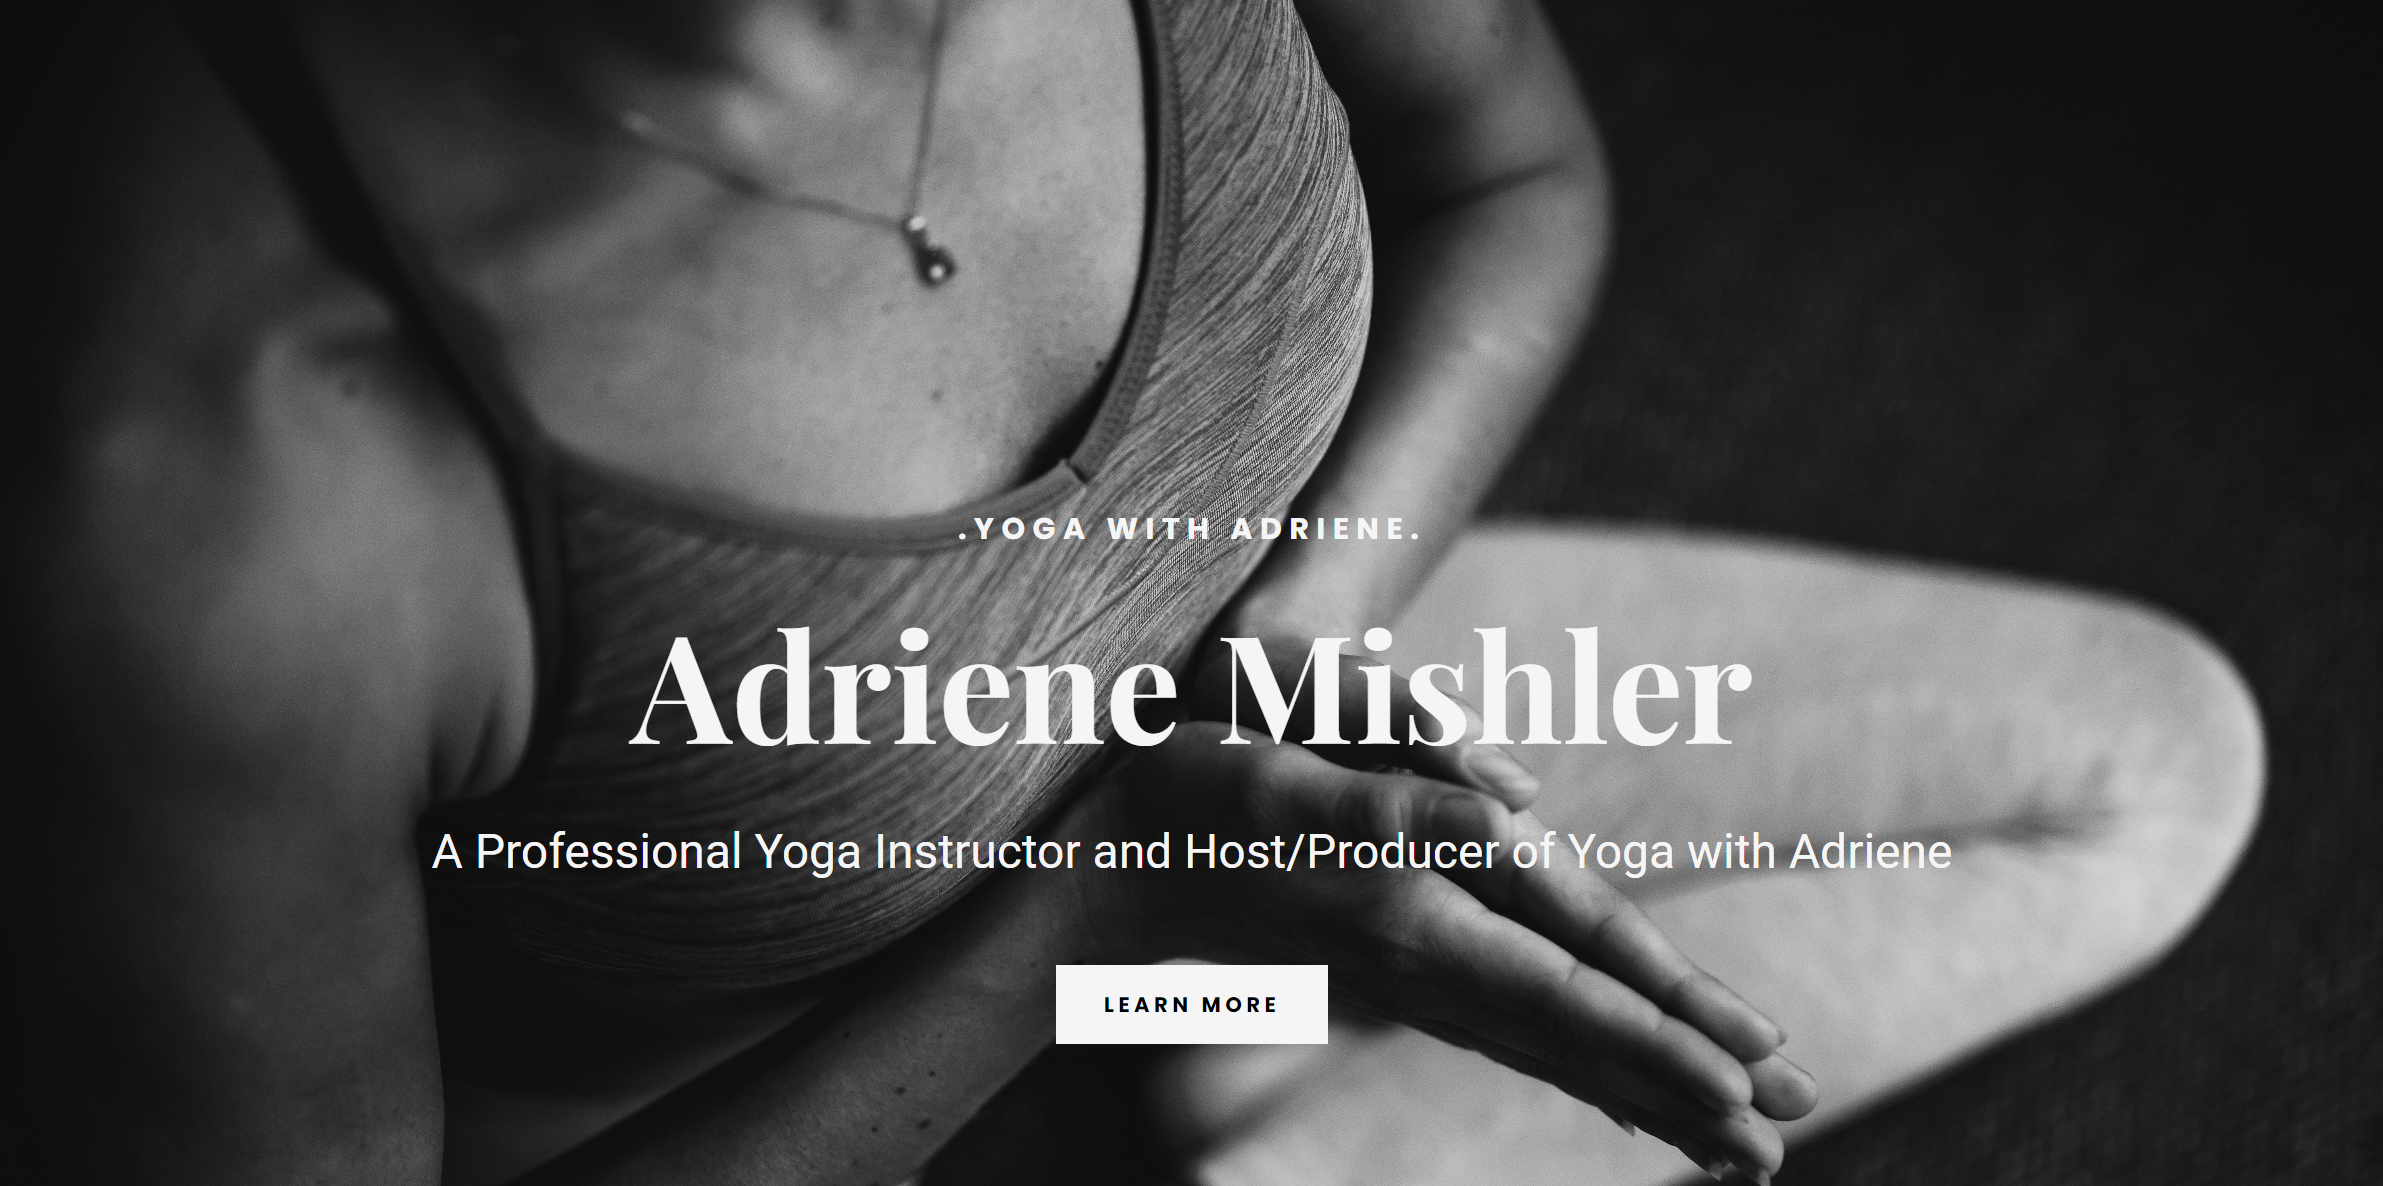 .YOGA WITH ADRIENE.
Adriene Mishler
A Professional Yoga Instructor and Host/Producer of Yoga with Adriene
LEARN MORE